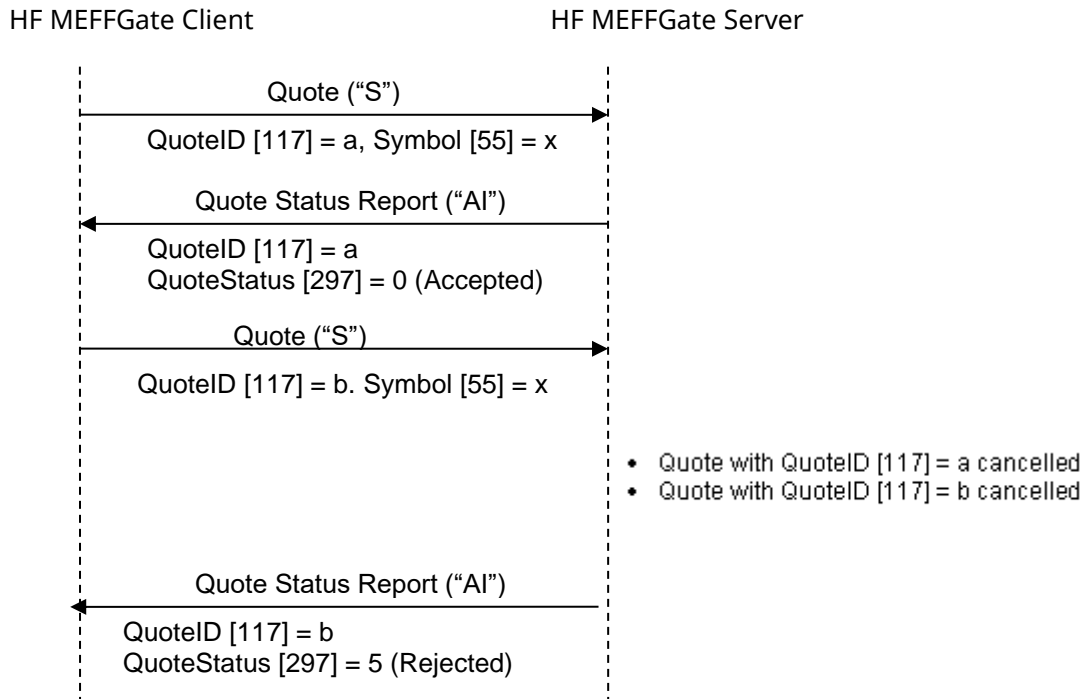 HF MEFFGate Client
HF MEFFGate Server
Quote (“S”)
QuoteID [117] = a, Symbol [55] = x
Quote Status Report (“AI”)
QuoteID [117] = a
QuoteStatus [297] = 0 (Accepted)
Quote (“S”)
QuoteID [117] = b. Symbol [55] = x
• Quote with QuoteID [117] = a cancelled
• Quote with QuoteID [117] = b cancelled
Quote Status Report (“AI”)
QuoteID [117] = b
QuoteStatus [297] = 5 (Rejected)